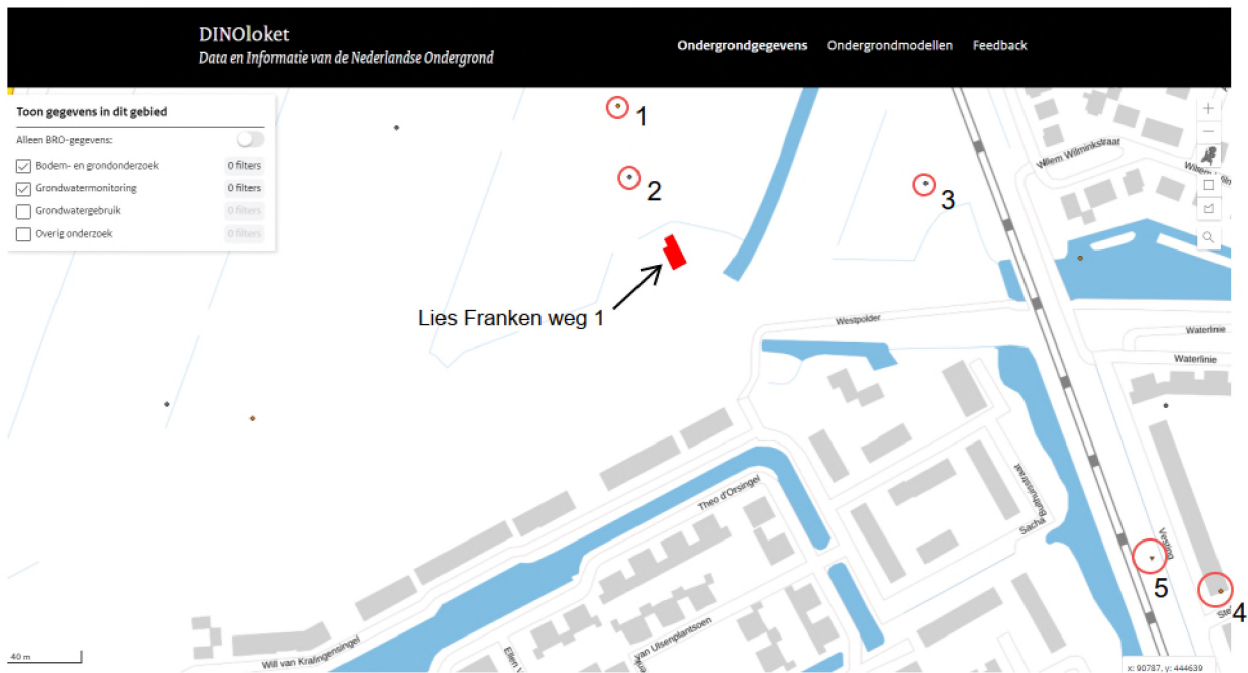 DINOloket
Data en Informatie van de Nederlandse Ondergrond
Ondergrondgegevens
Ondergrondmodellen
Feedback
Toon gegevens in dit gebied
Alleen BRO-gegevens:
Bodem- en grondonderzoek 0 filters
Grondwatermonitoring 0 filters
Grondwatergebruik 0 filters
Overig onderzoek 0 filters
1
2
3
Willem Wilminkstraat
Lies Franken weg 1
Westpolder
Waterlinie
Waterlinie
Theo d'Orsingel
Bulthuisstraat
Sacha
Vesting
5
4
van Ulsenplantsoen
Will van Kralingensingel
Ellen
40 m
x: 90787, y: 444639